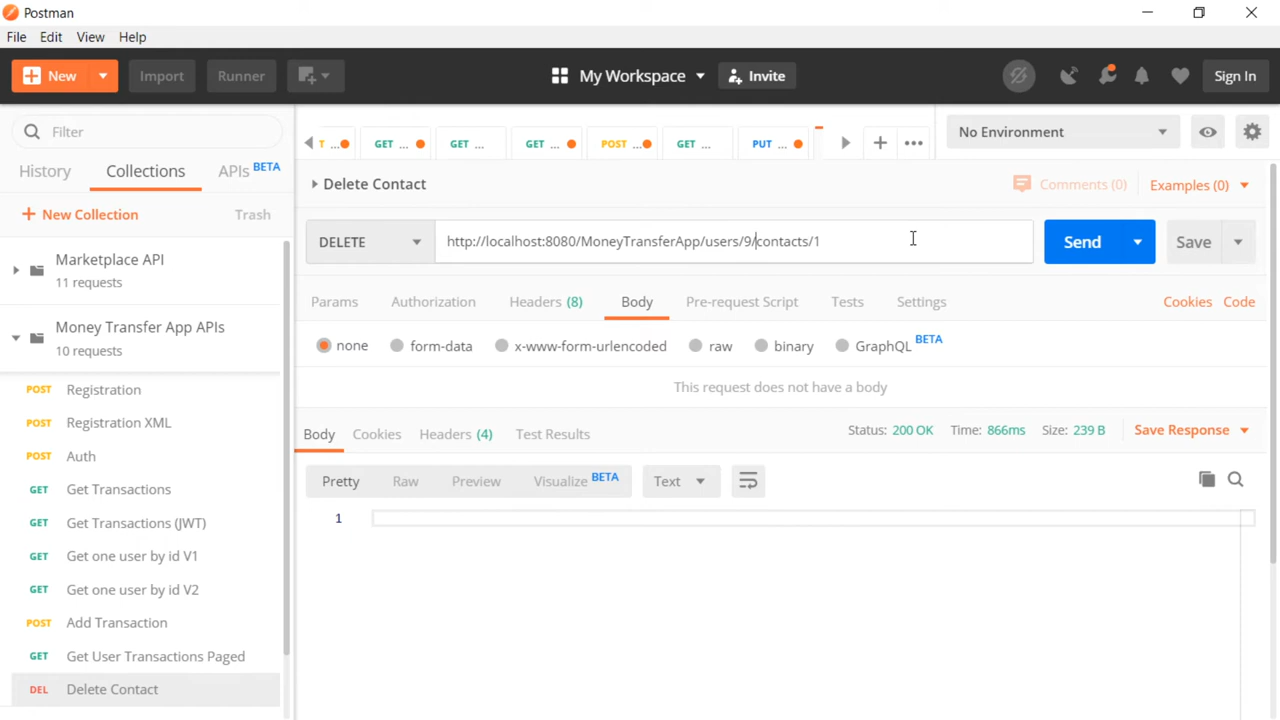 Postman
File Edit View Help
New Import Runner My Workspace Invite Sign In
Filter
T ... GET ... GET ... GET ... POST ... GET ... PUT ... + ••• No Environment
History Collections APIs BETA
Delete Contact Comments (0) Examples (0)
+ New Collection Trash
DELETE http://localhost:8080/MoneyTransferApp/users/9/contacts/1 Send Save
Marketplace API
11 requests
Params Authorization Headers (8) Body Pre-request Script Tests Settings Cookies Code
Money Transfer App APIs
10 requests
none form-data x-www-form-urlencoded raw binary GraphQL BETA
This request does not have a body
POST Registration
POST Registration XML
POST Auth
GET Get Transactions
GET Get Transactions (JWT)
GET Get one user by id V1
GET Get one user by id V2
POST Add Transaction
GET Get User Transactions Paged
DEL Delete Contact
Body Cookies Headers (4) Test Results Status: 200 OK Time: 866ms Size: 239 B Save Response
Pretty Raw Preview Visualize BETA Text
1